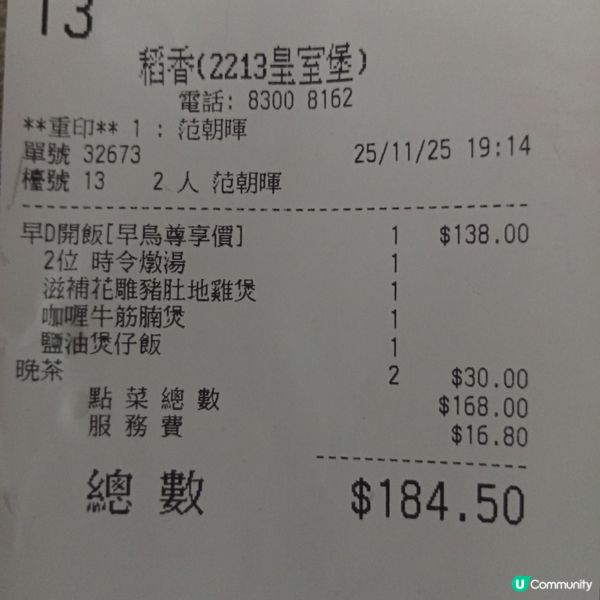 13
稻香(2213皇室堡)
電話: 8300 8162
**重印** 1 : 范朝暉
單號 32673 25/11/25 19:14
檯號 13 2 人 范朝暉
早D開飯[早鳥尊享價] 1 $138.00
2位 時令燉湯 1
滋補花雕豬肚地雞煲 1
咖喱牛筋腩煲 1
鹽油煲仔飯 1
晚茶 2 $30.00
點菜總數 $168.00
服務費 $16.80
總數 $184.50
U Community